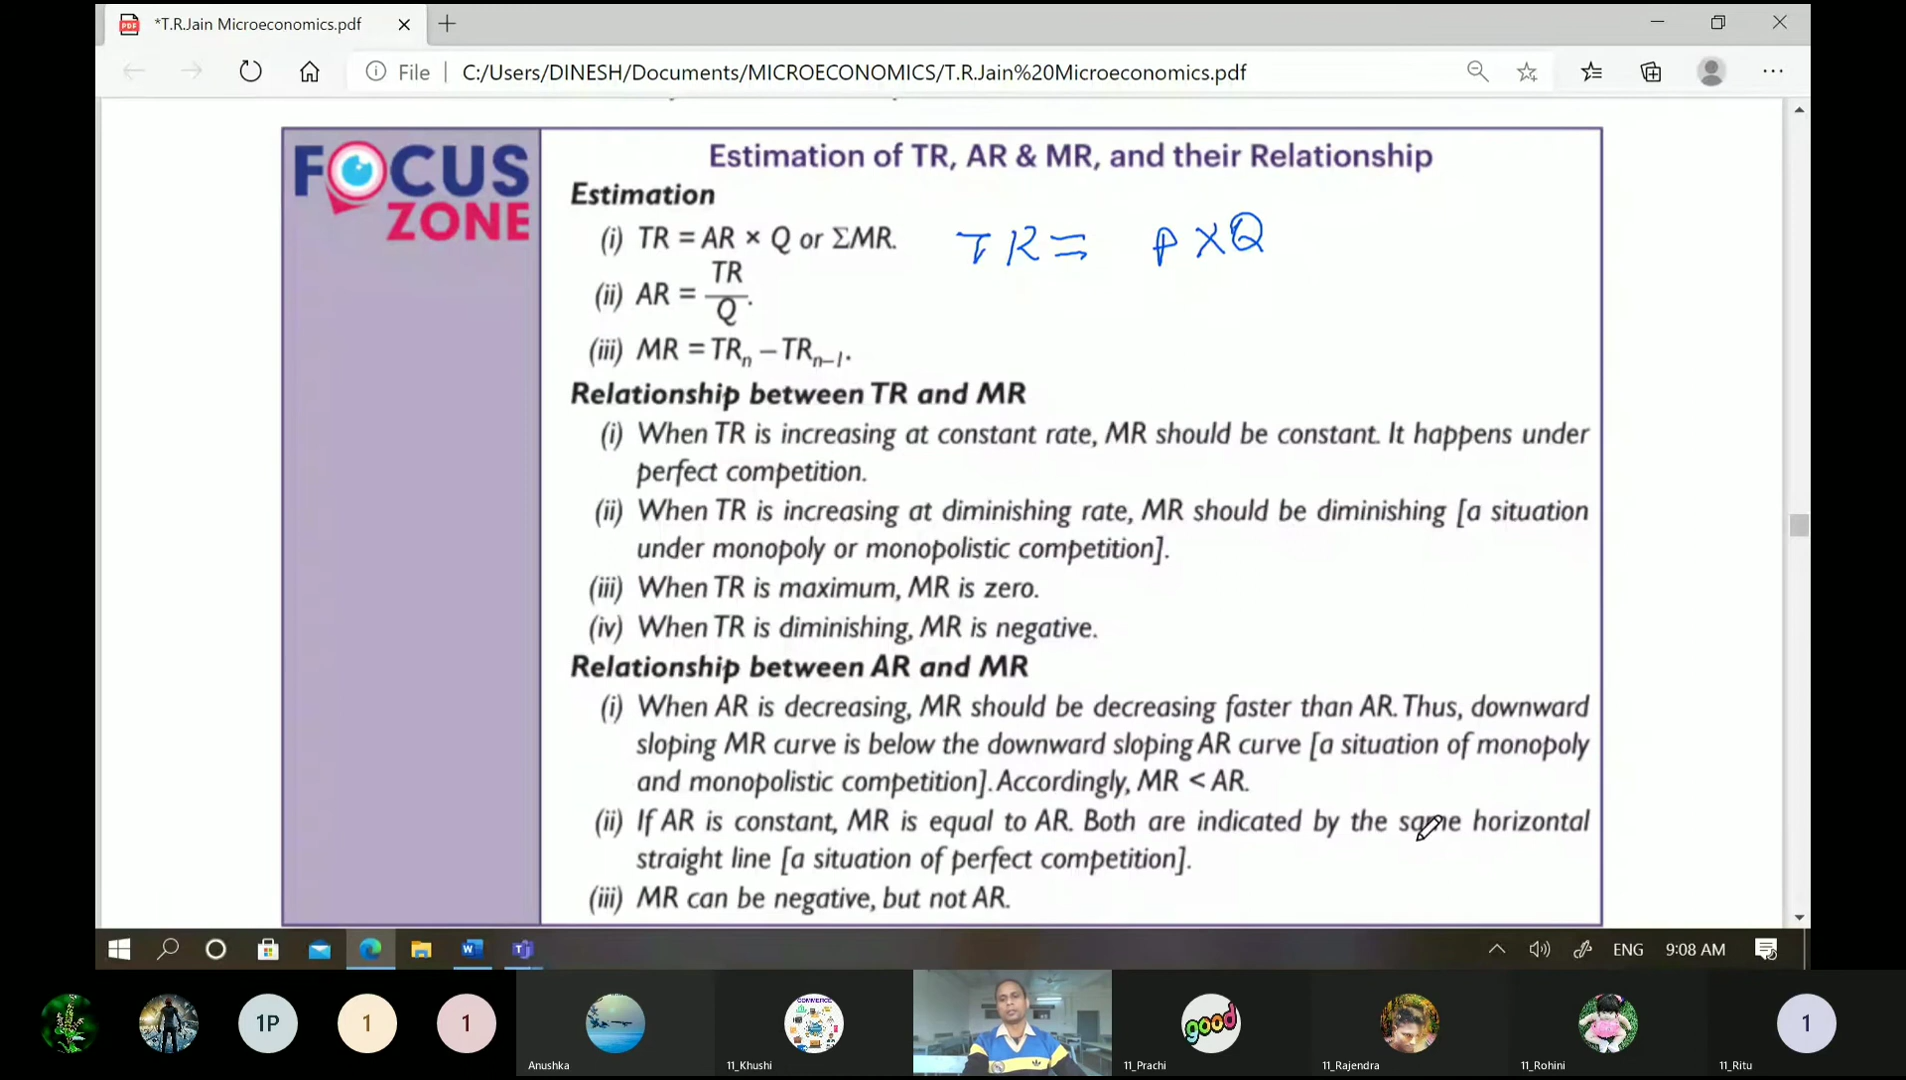 *T.R.Jain Microeconomics.pdf
File | C:/Users/DINESH/Documents/MICROECONOMICS/T.R.Jain%20Microeconomics.pdf
FOCUS
ZONE
Estimation of TR, AR & MR, and their Relationship
Estimation
(i) TR = AR × Q or ΣMR. TR = P X Q
(ii) AR = TR/Q.
(iii) MR = TRₙ – TRₙ₋₁.
Relationship between TR and MR
(i) When TR is increasing at constant rate, MR should be constant. It happens under
perfect competition.
(ii) When TR is increasing at diminishing rate, MR should be diminishing [a situation
under monopoly or monopolistic competition].
(iii) When TR is maximum, MR is zero.
(iv) When TR is diminishing, MR is negative.
Relationship between AR and MR
(i) When AR is decreasing, MR should be decreasing faster than AR. Thus, downward
sloping MR curve is below the downward sloping AR curve [a situation of monopoly
and monopolistic competition]. Accordingly, MR < AR.
(ii) If AR is constant, MR is equal to AR. Both are indicated by the same horizontal
straight line [a situation of perfect competition].
(iii) MR can be negative, but not AR.
ENG 9:08 AM
1P 1 1 COMMERCE good 1
Anushka 11_Khushi 11_Prachi 11_Rajendra 11_Rohini 11_Ritu